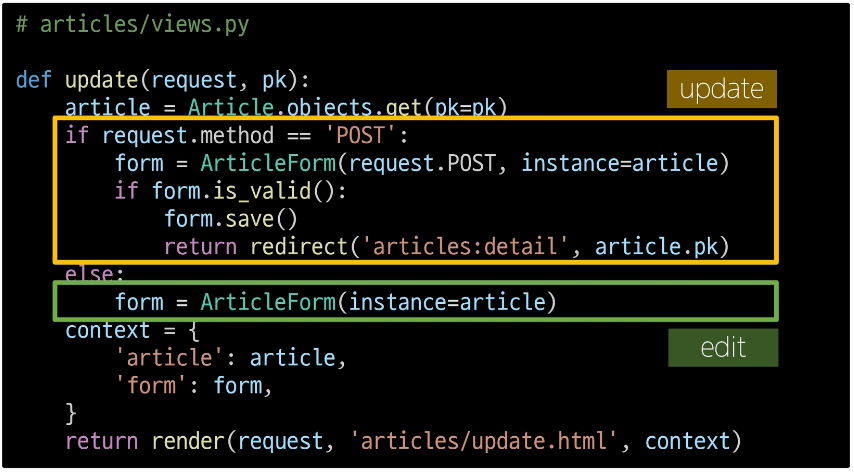 # articles/views.py
def update(request, pk):
update
    article = Article.objects.get(pk=pk)
    if request.method == 'POST':
        form = ArticleForm(request.POST, instance=article)
        if form.is_valid():
            form.save()
            return redirect('articles:detail', article.pk)
    else:
        form = ArticleForm(instance=article)
    context = {
edit
        'article': article,
        'form': form,
    }
    return render(request, 'articles/update.html', context)